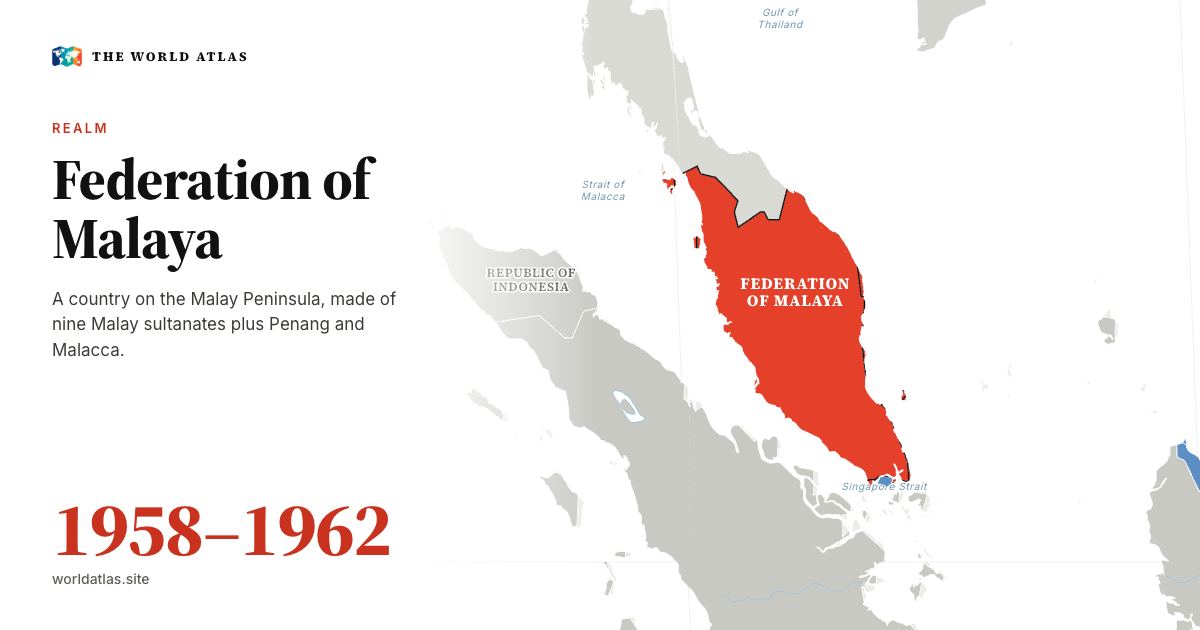 THE WORLD ATLAS
REALM
Federation of
Malaya
A country on the Malay Peninsula, made of
nine Malay sultanates plus Penang and
Malacca.
1958–1962
worldatlas.site
Gulf of
Thailand
Strait of
Malacca
REPUBLIC OF
INDONESIA
FEDERATION
OF MALAYA
Singapore Strait